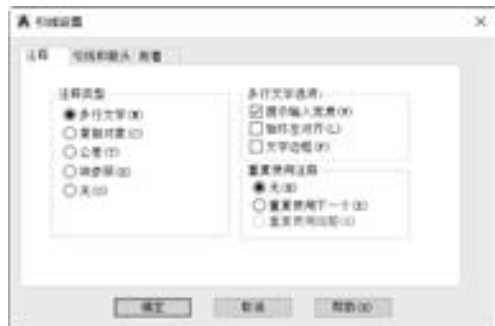 引线设置
注释
引线和箭头
附着
注释类型
多行文字(M)
复制对象(C)
公差(T)
块参照(B)
无(O)
多行文字选项:
提示输入宽度(W)
始终左对齐(L)
文字边框(F)
重复使用注释
无(N)
重复使用下一个(E)
重复使用当前(U)
确定
取消
帮助(H)